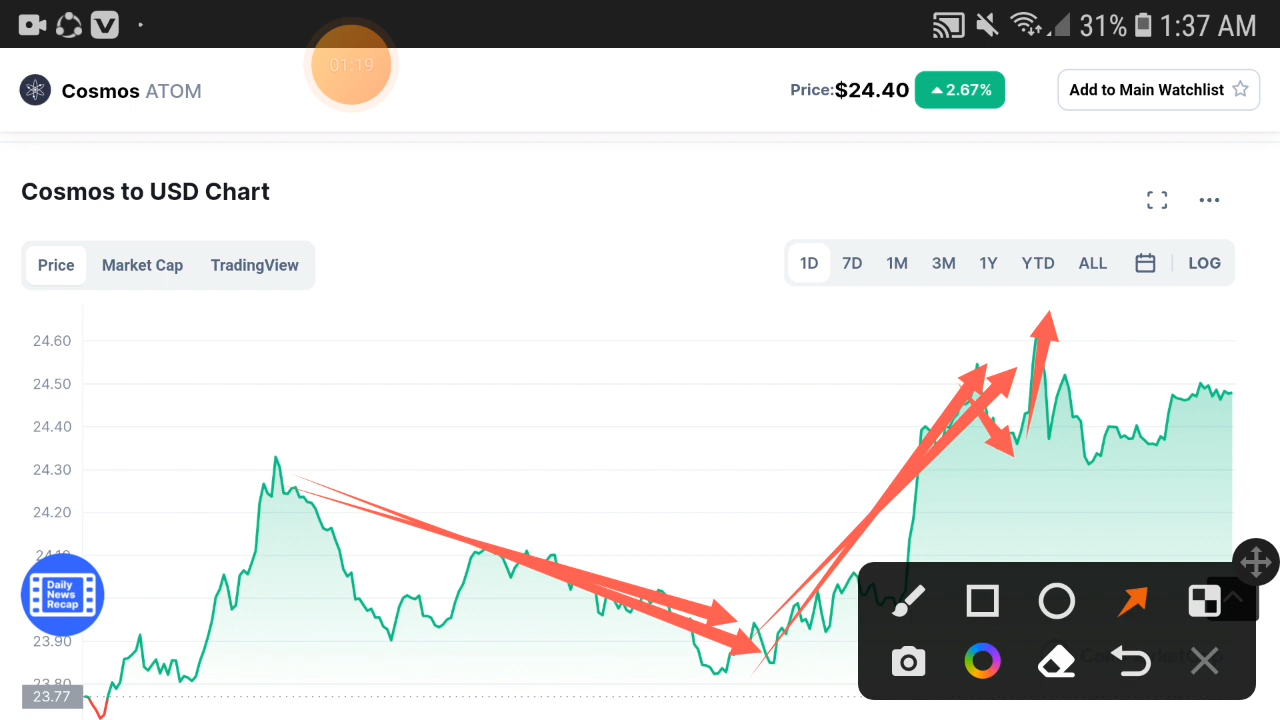 31% 1:37 AM
01:19
Cosmos ATOM
Price:$24.40 2.67%
Add to Main Watchlist
Cosmos to USD Chart
Price Market Cap TradingView
1D 7D 1M 3M 1Y YTD ALL LOG
24.60
24.50
24.40
24.30
24.20
24.10
23.90
23.80
23.77
Daily
News
Recap